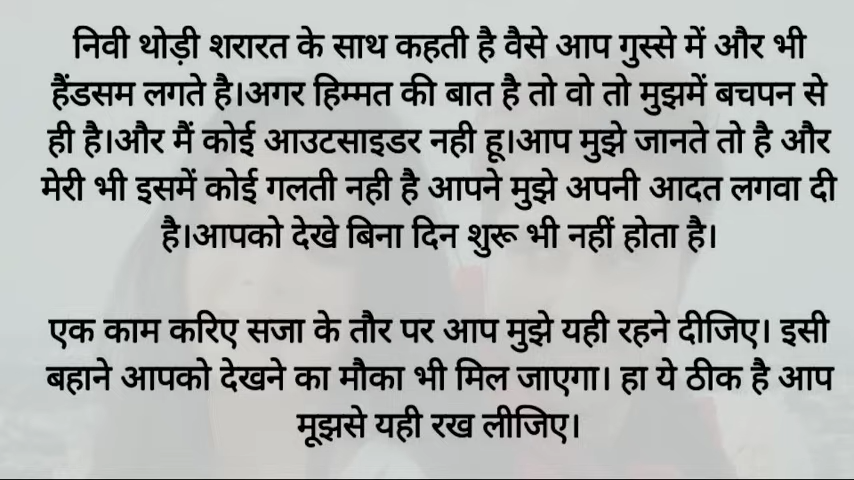 निवी थोड़ी शरारत के साथ कहती है वैसे आप गुस्से में और भी
हैंडसम लगते है।अगर हिम्मत की बात है तो वो तो मुझमें बचपन से
ही है।और मैं कोई आउटसाइडर नही हू।आप मुझे जानते तो है और
मेरी भी इसमें कोई गलती नही है आपने मुझे अपनी आदत लगवा दी
है।आपको देखे बिना दिन शुरू भी नहीं होता है।
एक काम करिए सजा के तौर पर आप मुझे यही रहने दीजिए। इसी
बहाने आपको देखने का मौका भी मिल जाएगा। हा ये ठीक है आप
मूझसे यही रख लीजिए।